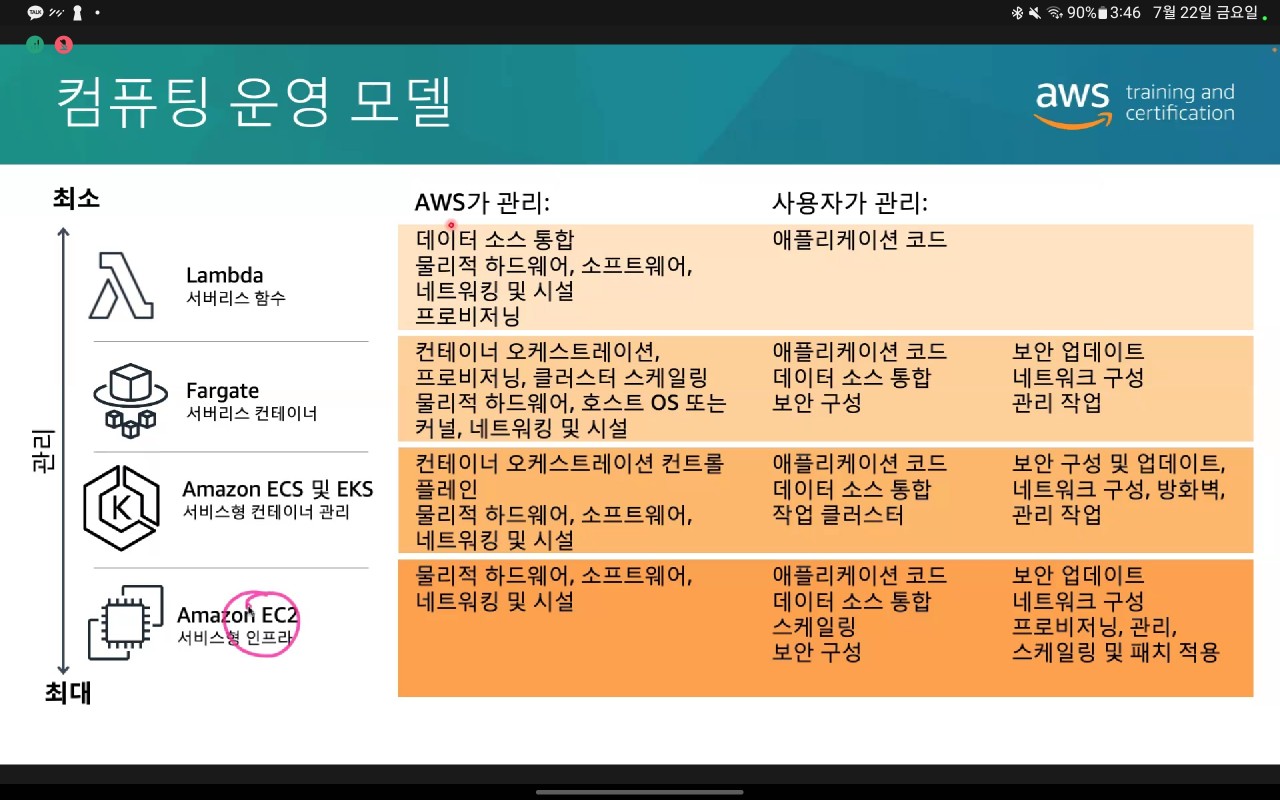 TALK
90% 3:46 7월 22일 금요일
컴퓨팅 운영 모델
aws training and certification
최소
AWS가 관리:
사용자가 관리:
관리
Lambda
서버리스 함수
데이터 소스 통합
물리적 하드웨어, 소프트웨어,
네트워킹 및 시설
프로비저닝
애플리케이션 코드
Fargate
서버리스 컨테이너
컨테이너 오케스트레이션,
프로비저닝, 클러스터 스케일링
물리적 하드웨어, 호스트 OS 또는
커널, 네트워킹 및 시설
애플리케이션 코드
데이터 소스 통합
보안 구성
보안 업데이트
네트워크 구성
관리 작업
K
Amazon ECS 및 EKS
서비스형 컨테이너 관리
컨테이너 오케스트레이션 컨트롤
플레인
물리적 하드웨어, 소프트웨어,
네트워킹 및 시설
애플리케이션 코드
데이터 소스 통합
작업 클러스터
보안 구성 및 업데이트,
네트워크 구성, 방화벽,
관리 작업
Amazon EC2
서비스형 인프라
물리적 하드웨어, 소프트웨어,
네트워킹 및 시설
애플리케이션 코드
데이터 소스 통합
스케일링
보안 구성
보안 업데이트
네트워크 구성
프로비저닝, 관리,
스케일링 및 패치 적용
최대